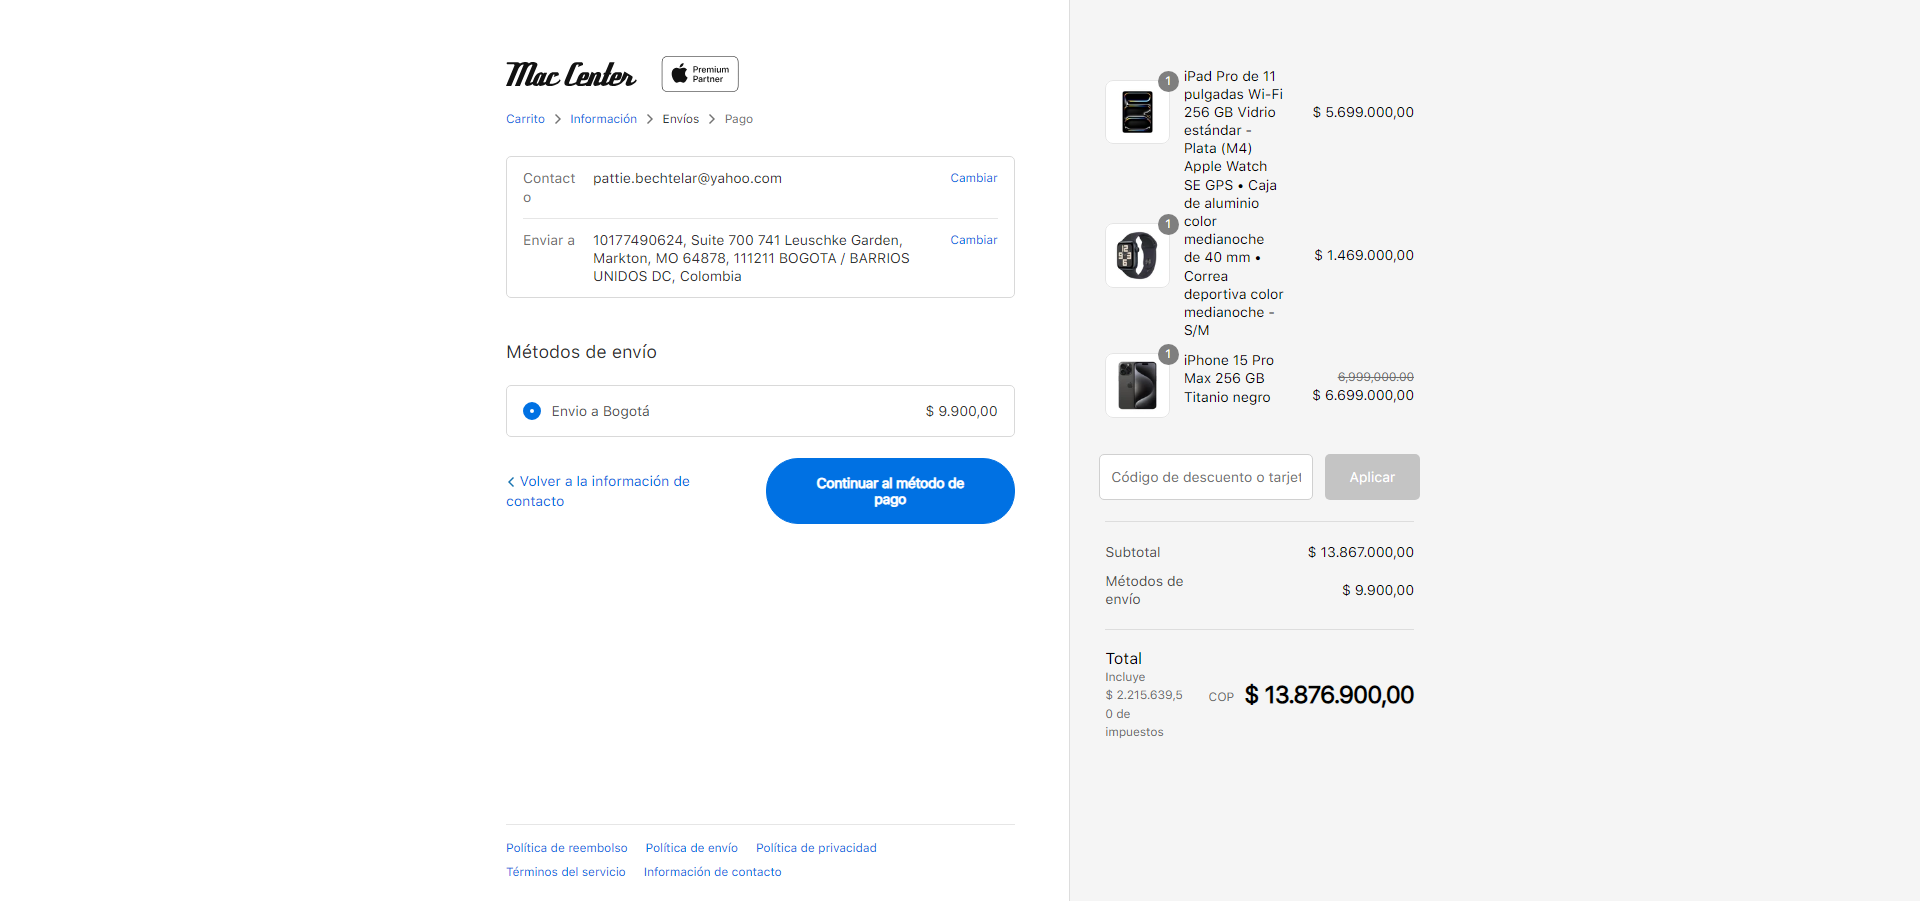 Mac Center
Premium
Partner
Carrito > Información > Envíos > Pago
Contact
o
pattie.bechtelar@yahoo.com
Cambiar
Enviar a
10177490624, Suite 700 741 Leuschke Garden,
Markton, MO 64878, 111211 BOGOTA / BARRIOS
UNIDOS DC, Colombia
Cambiar
Métodos de envío
Envio a Bogotá
$ 9.900,00
Volver a la información de
contacto
Continuar al método de
pago
Política de reembolso
Política de envío
Política de privacidad
Términos del servicio
Información de contacto
1
iPad Pro de 11
pulgadas Wi-Fi
256 GB Vidrio
estándar -
Plata (M4)
$ 5.699.000,00
1
Apple Watch
SE GPS • Caja
de aluminio
color
medianoche
de 40 mm •
Correa
deportiva color
medianoche -
S/M
$ 1.469.000,00
1
iPhone 15 Pro
Max 256 GB
Titanio negro
6,999,000.00
$ 6.699.000,00
Código de descuento o tarjet
Aplicar
Subtotal
$ 13.867.000,00
Métodos de
envío
$ 9.900,00
Total
Incluye
$ 2.215.639,5
0 de
impuestos
COP $ 13.876.900,00